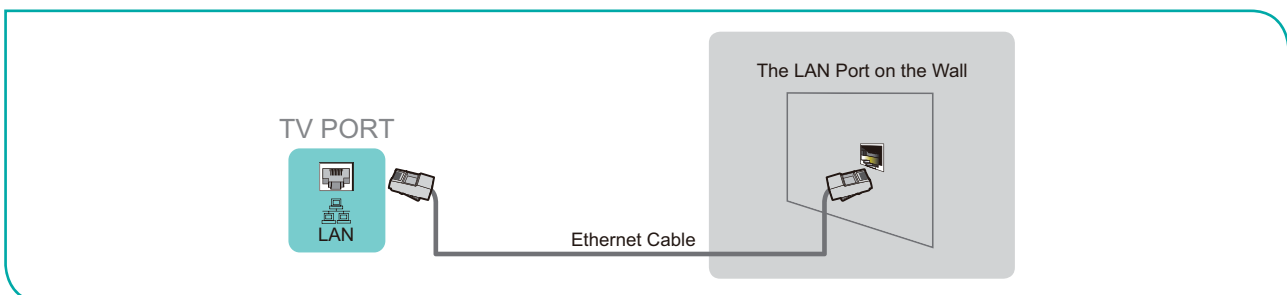 The LAN Port on the Wall
TV PORT
LAN
Ethernet Cable